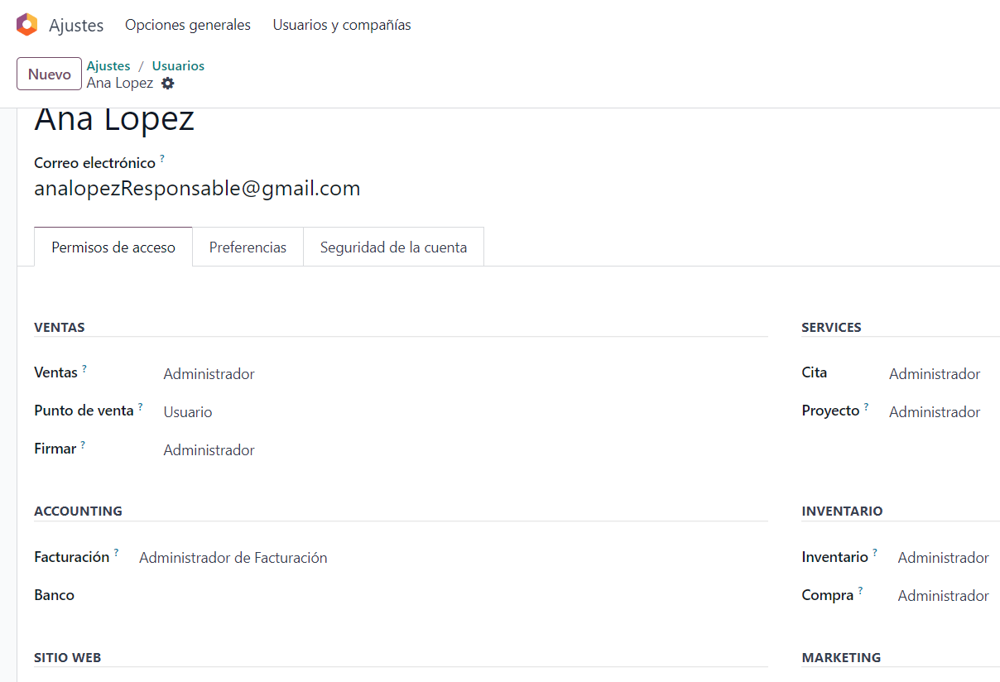 Ajustes Opciones generales Usuarios y compañías
Nuevo
Ajustes / Usuarios
Ana Lopez
Ana Lopez
Correo electrónico ?
analopezResponsable@gmail.com
Permisos de acceso Preferencias Seguridad de la cuenta
VENTAS
Ventas ? Administrador
Punto de venta ? Usuario
Firmar ? Administrador
SERVICES
Cita Administrador
Proyecto ? Administrador
ACCOUNTING
Facturación ? Administrador de Facturación
Banco
INVENTARIO
Inventario ? Administrador
Compra ? Administrador
SITIO WEB
MARKETING